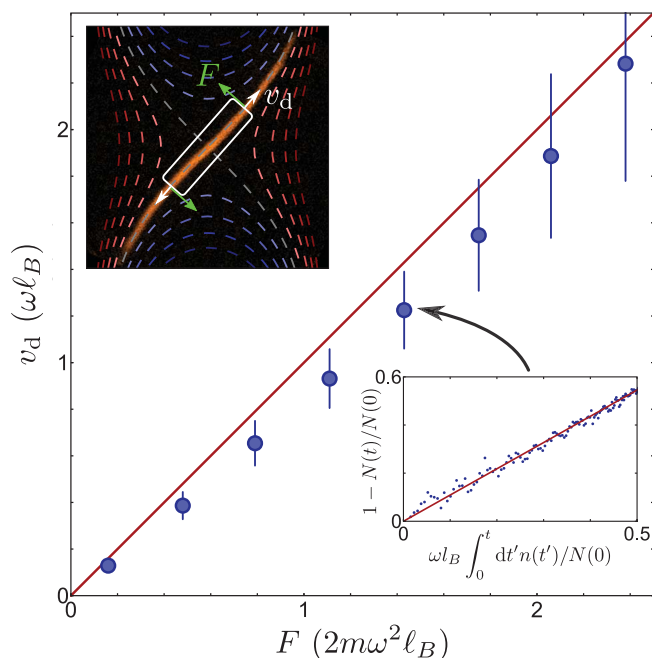 F
v_d
2
1
0
v_d (ωℓ_B)
0.6
0
1 − N(t)/N(0)
0
0.5
ωl_B ∫_0^t dt′n(t′)/N(0)
0
1
2
F (2mω²ℓ_B)